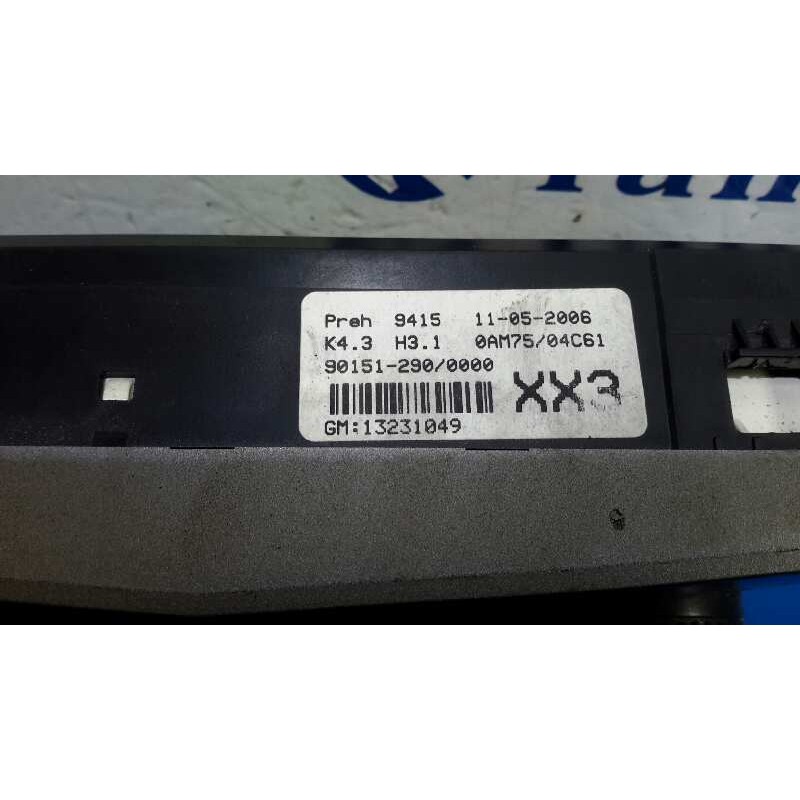 Preh 9415 11-05-2006
K4.3 H3.1 0AM75/04C61
90151-290/0000
XX3
GM:13231049